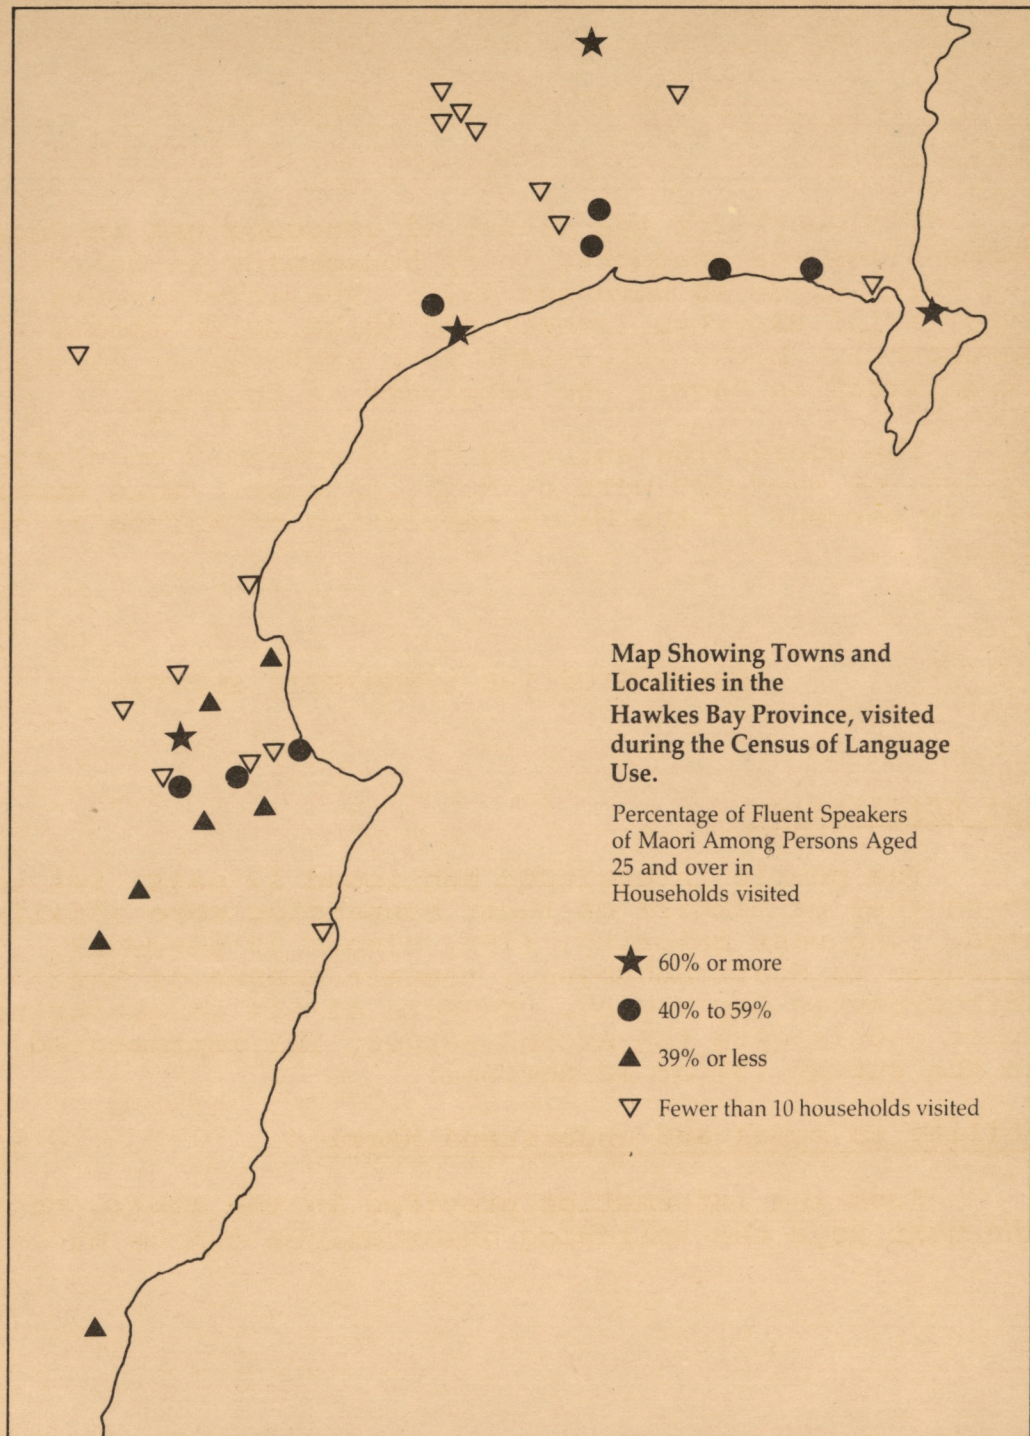 Map Showing Towns and
Localities in the
Hawkes Bay Province, visited
during the Census of Language
Use.
Percentage of Fluent Speakers
of Maori Among Persons Aged
25 and over in
Households visited
60% or more
40% to 59%
39% or less
Fewer than 10 households visited